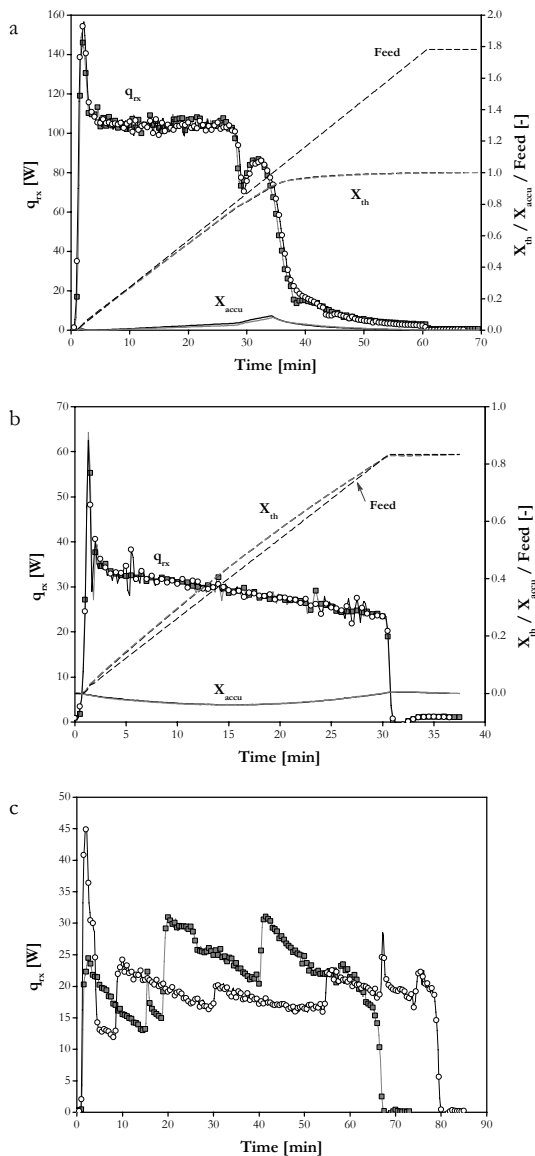 a
q_rx [W]
160
140
120
100
80
60
40
20
0
q_rx
Feed
X_th
X_accu
2.0
1.8
1.6
1.4
1.2
1.0
0.8
0.6
0.4
0.2
0.0
X_th / X_accu / Feed [-]
0 10 20 30 40 50 60 70
Time [min]
b
q_rx [W]
70
60
50
40
30
20
10
0
X_th
Feed
q_rx
X_accu
1.0
0.8
0.6
0.4
0.2
0.0
X_th / X_accu / Feed [-]
0 5 10 15 20 25 30 35 40
Time [min]
c
q_rx [W]
50
45
40
35
30
25
20
15
10
5
0
0 10 20 30 40 50 60 70 80 90
Time [min]